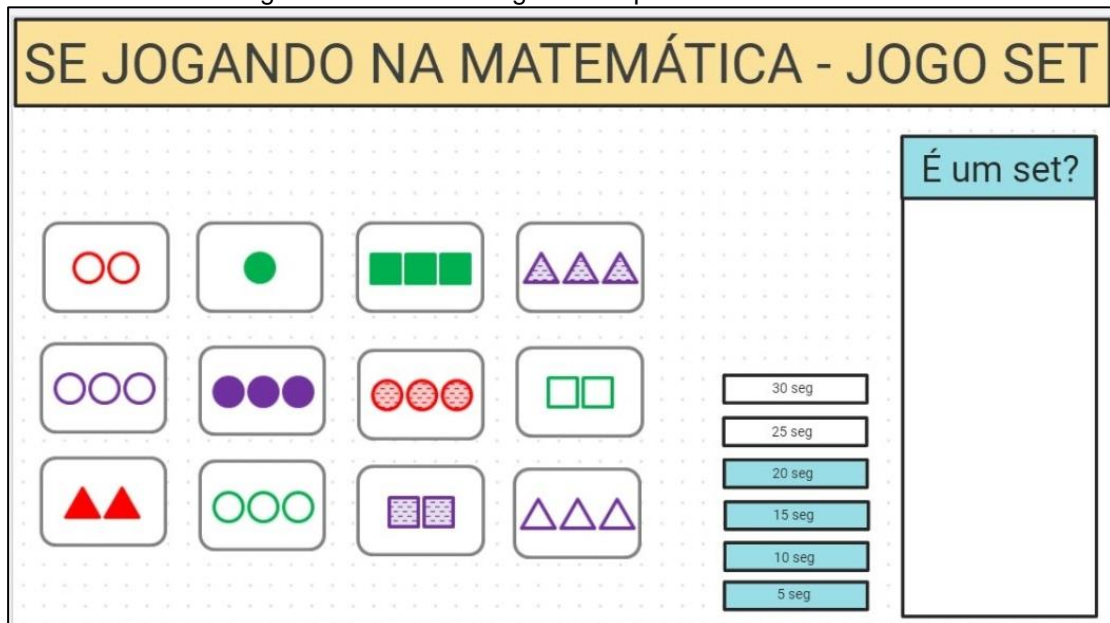 SE JOGANDO NA MATEMÁTICA - JOGO SET
É um set?
30 seg
25 seg
20 seg
15 seg
10 seg
5 seg